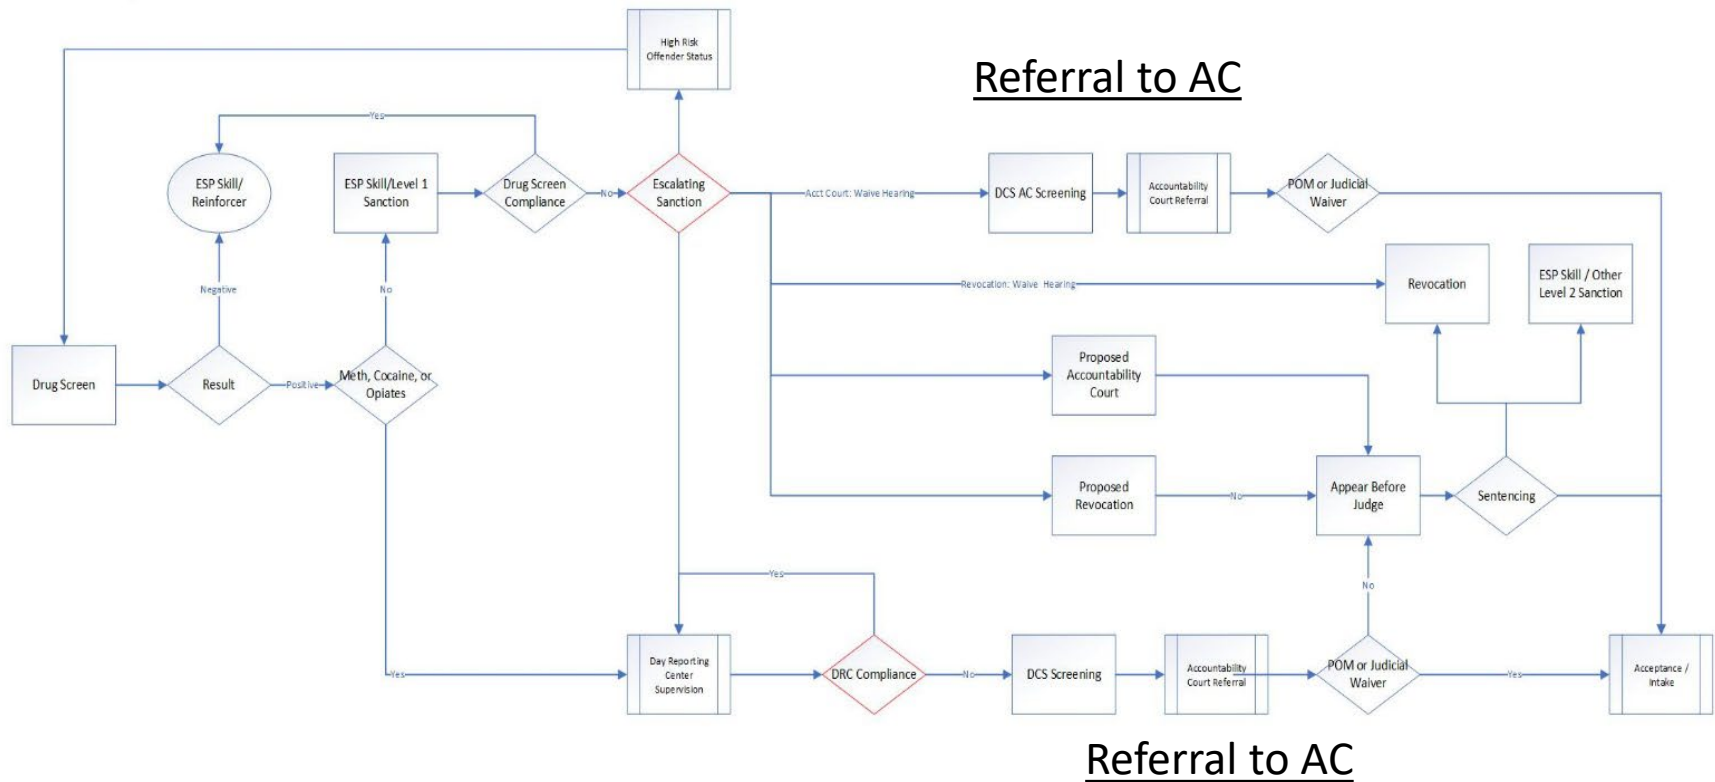 High Risk
Offender Status
Referral to AC
Yes
ESP Skill/
Reinforcer
ESP Skill/Level 1
Sanction
Drug Screen
Compliance
No
Escalating
Sanction
Acct Court: Waive Hearing
DCS AC Screening
Accountability
Court Referral
POM or Judicial
Waiver
Negative
No
Revocation: Waive Hearing
Revocation
ESP Skill / Other
Level 2 Sanction
Drug Screen
Result
Positive
Meth, Cocaine, or
Opiates
Proposed
Accountability
Court
Proposed
Revocation
No
Appear Before
Judge
Sentencing
Yes
No
Yes
Day Reporting
Center
Supervision
DRC Compliance
No
DCS Screening
Accountability
Court Referral
POM or Judicial
Waiver
Yes
Acceptance /
Intake
Referral to AC